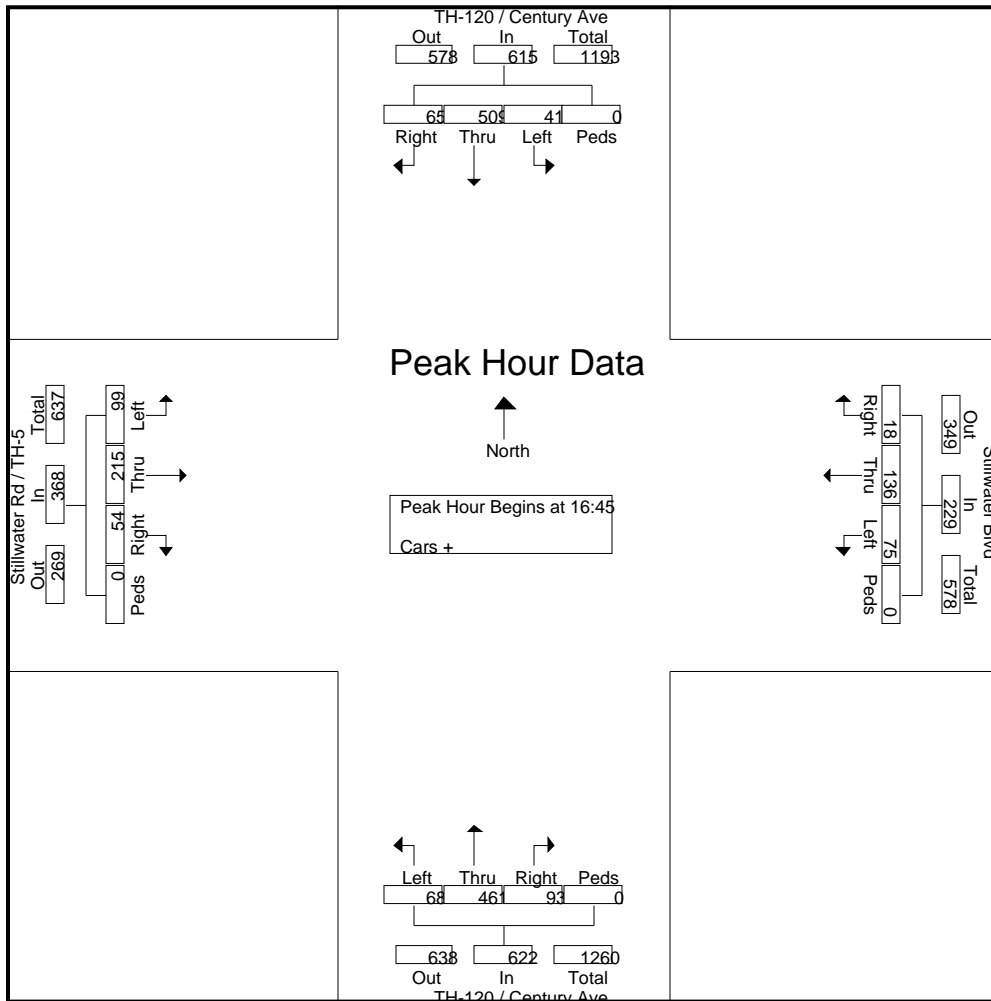 TH-120 / Century Ave
Out In Total
578 615 1193
65 509 41 0
Right Thru Left Peds
Peak Hour Data
North
Peak Hour Begins at 16:45
Cars +
Stillwater Rd / TH-5
Out In Total
269 368 637
99 215 54 0
Left Thru Right Peds
Stillwater Blvd
Out In Total
349 229 578
18 136 75 0
Right Thru Left Peds
Left Thru Right Peds
68 461 93 0
638 622 1260
Out In Total
TH-120 / Century Ave